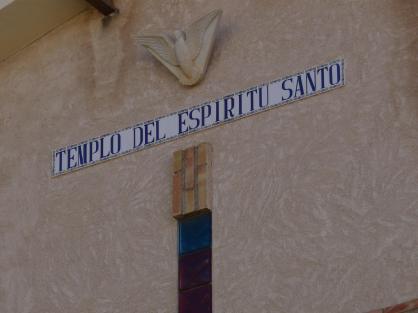 TEMPLO DEL ESPIRITU SANTO